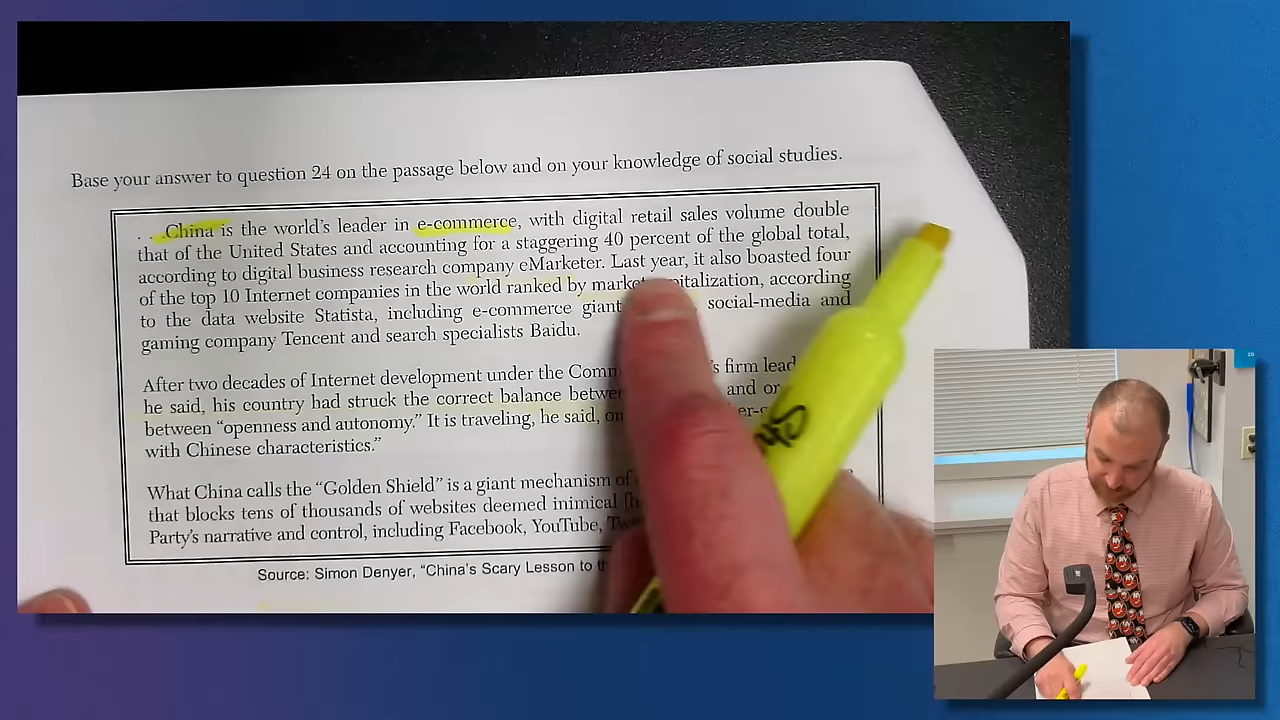 Base your answer to question 24 on the passage below and on your knowledge of social studies.
. . .China is the world's leader in e-commerce, with digital retail sales volume double
that of the United States and accounting for a staggering 40 percent of the global total,
according to digital business research company eMarketer. Last year, it also boasted four
of the top 10 Internet companies in the world ranked by market capitalization, according
to the data website Statista, including e-commerce giant social-media and
gaming company Tencent and search specialists Baidu.
After two decades of Internet development under the firm
he said, his country had struck the correct balance and
between “openness and autonomy.” It is traveling, he said,
with Chinese characteristics.”
What China calls the “Golden Shield” is a giant mechanism of
that blocks tens of thousands of websites deemed inimical
Party's narrative and control, including Facebook, YouTube,
Source: Simon Denyer, “China's Scary Lesson to